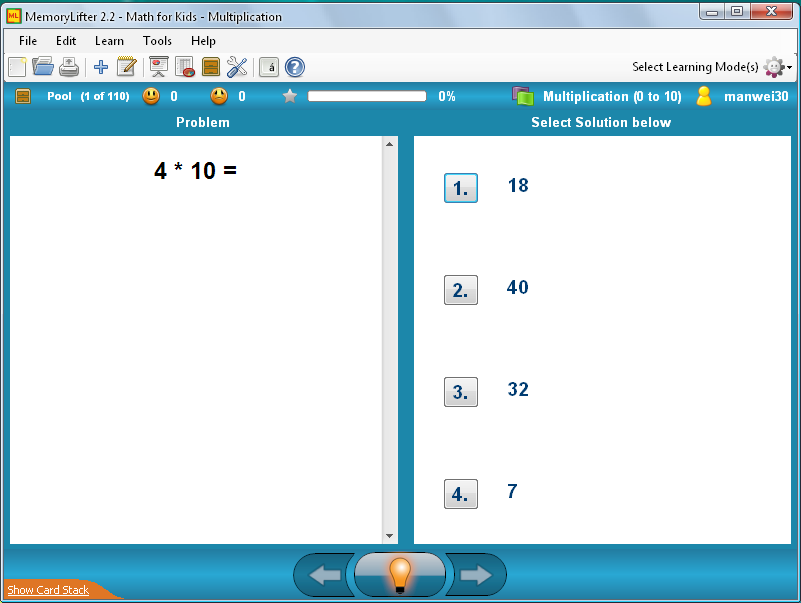 MemoryLifter 2.2 - Math for Kids - Multiplication
File Edit Learn Tools Help
Select Learning Mode(s)
Pool (1 of 110) 0 0 0% Multiplication (0 to 10) manwei30
Problem
Select Solution below
4 * 10 =
1. 18
2. 40
3. 32
4. 7
Show Card Stack